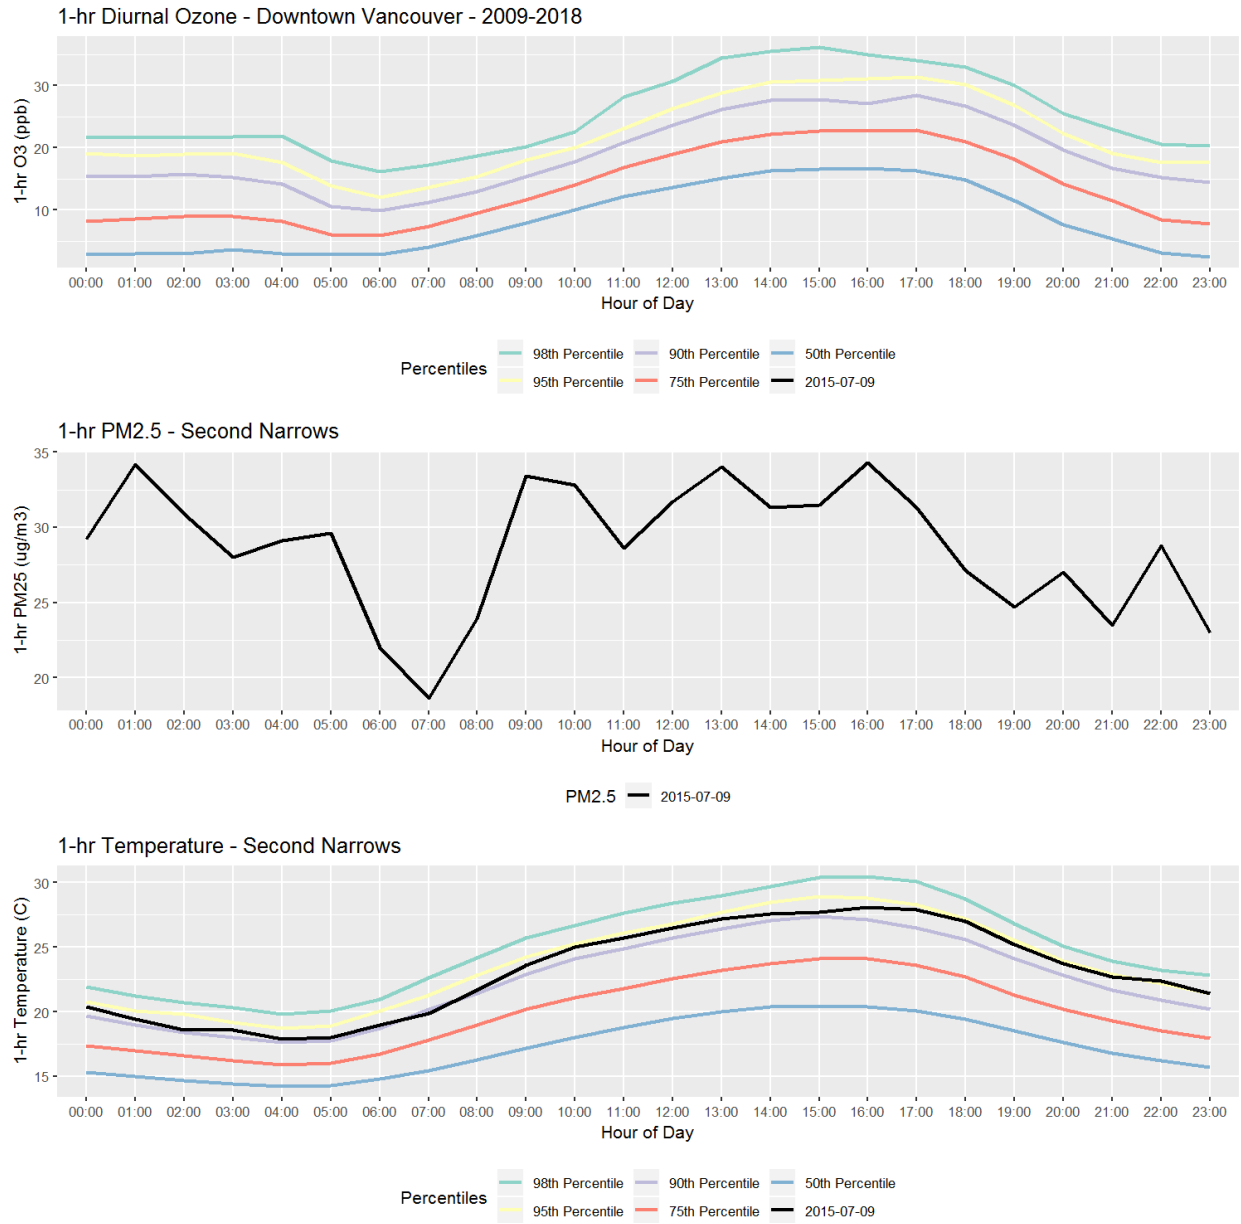 1-hr Diurnal Ozone - Downtown Vancouver - 2009-2018
1-hr O3 (ppb)
30
20
10
00:00 01:00 02:00 03:00 04:00 05:00 06:00 07:00 08:00 09:00 10:00 11:00 12:00 13:00 14:00 15:00 16:00 17:00 18:00 19:00 20:00 21:00 22:00 23:00
Hour of Day
Percentiles
98th Percentile 90th Percentile 50th Percentile
95th Percentile 75th Percentile 2015-07-09
1-hr PM2.5 - Second Narrows
1-hr PM25 (ug/m3)
35
30
25
20
00:00 01:00 02:00 03:00 04:00 05:00 06:00 07:00 08:00 09:00 10:00 11:00 12:00 13:00 14:00 15:00 16:00 17:00 18:00 19:00 20:00 21:00 22:00 23:00
Hour of Day
PM2.5 2015-07-09
1-hr Temperature - Second Narrows
1-hr Temperature (C)
30
25
20
15
00:00 01:00 02:00 03:00 04:00 05:00 06:00 07:00 08:00 09:00 10:00 11:00 12:00 13:00 14:00 15:00 16:00 17:00 18:00 19:00 20:00 21:00 22:00 23:00
Hour of Day
Percentiles
98th Percentile 90th Percentile 50th Percentile
95th Percentile 75th Percentile 2015-07-09